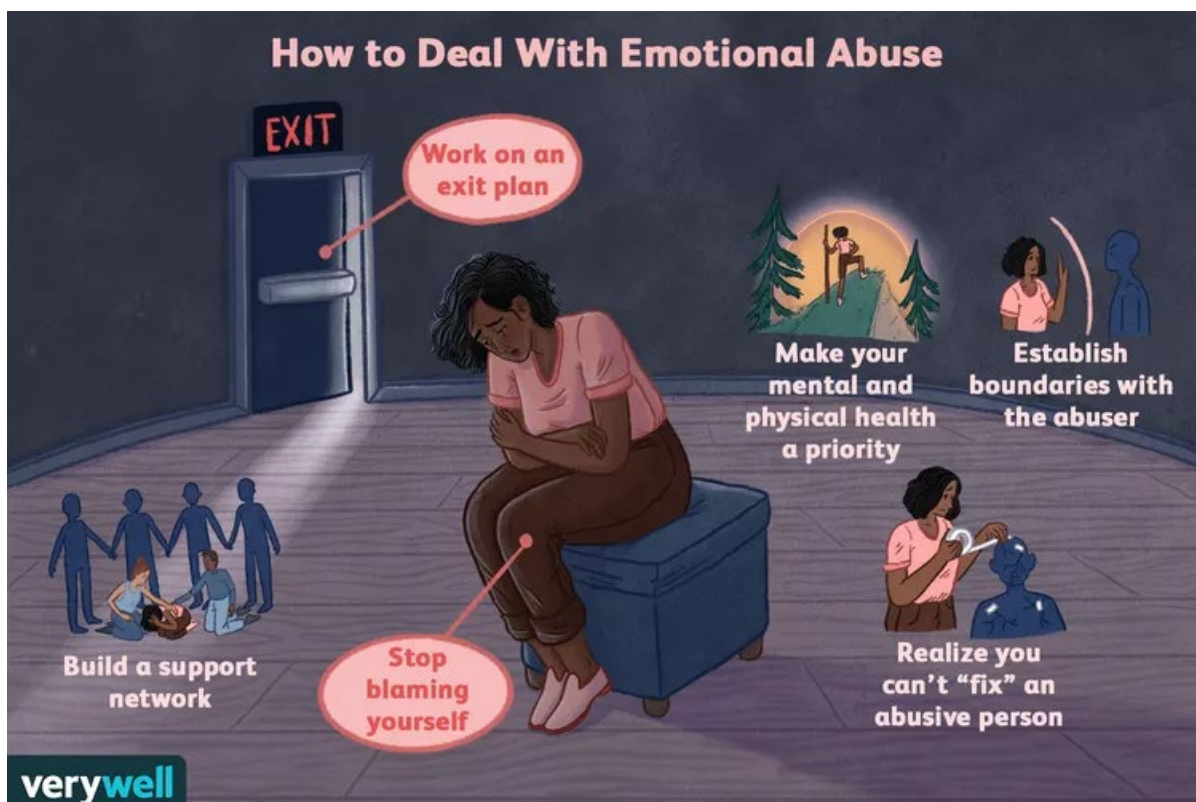 How to Deal With Emotional Abuse
EXIT
Work on an
exit plan
Make your
mental and
physical health
a priority
Establish
boundaries with
the abuser
Build a support
network
Stop
blaming
yourself
Realize you
can't “fix” an
abusive person
verywell